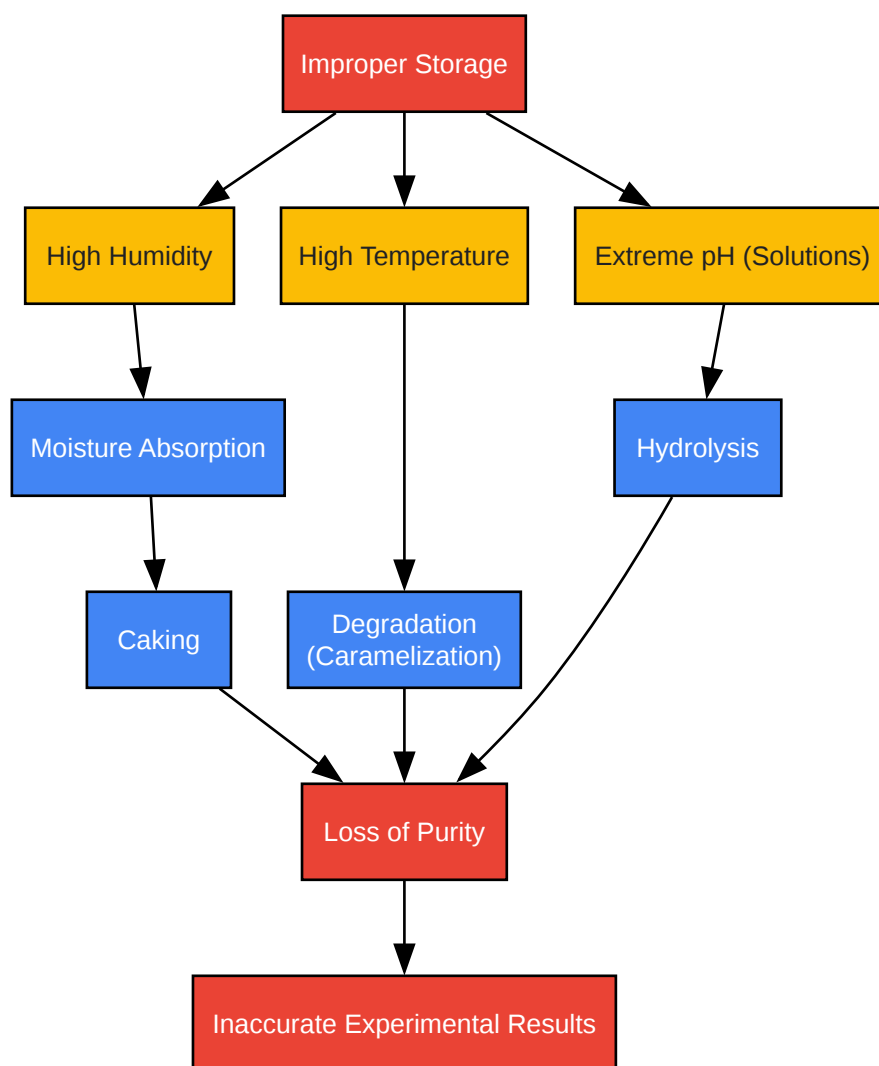 Improper Storage
High Humidity
High Temperature
Extreme pH (Solutions)
Moisture Absorption
Hydrolysis
Caking
Degradation
(Caramelization)
Loss of Purity
Inaccurate Experimental Results